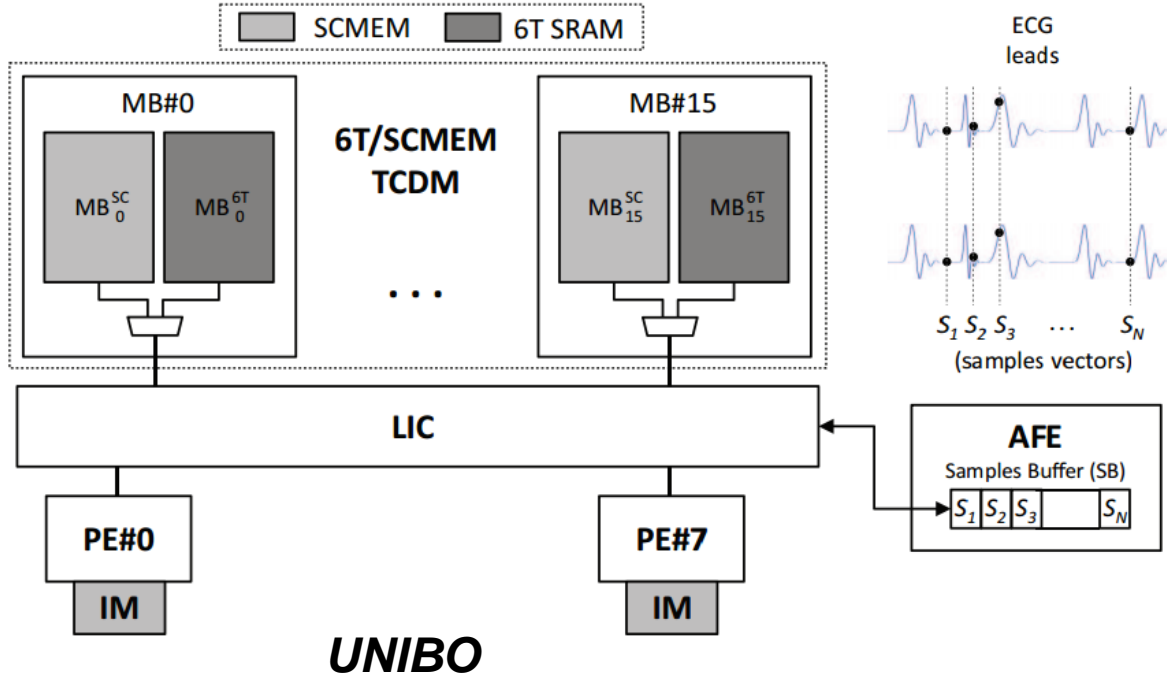 SCMEM 6T SRAM
ECG
leads
MB#0
MB#15
6T/SCMEM
TCDM
MB SC 0
MB 6T 0
MB SC 15
MB 6T 15
. . .
S1 S2 S3 ... SN
(samples vectors)
LIC
AFE
Samples Buffer (SB)
S1 S2 S3 SN
PE#0
PE#7
IM
IM
UNIBO